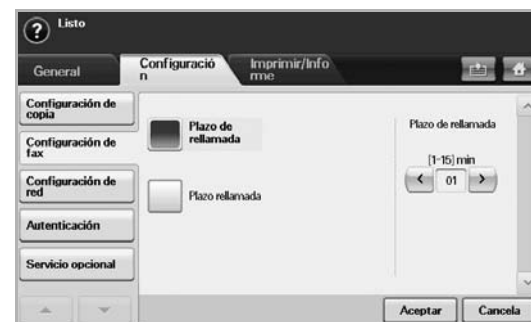 ? Listo
General
Configuració
n
Imprimir/Info
rme
Configuración de
copia
Configuración de
fax
Configuración de
red
Autenticación
Servicio opcional
Plazo de
rellamada
Plazo rellamada
Plazo de rellamada
[1-15] min
01
Aceptar
Cancela